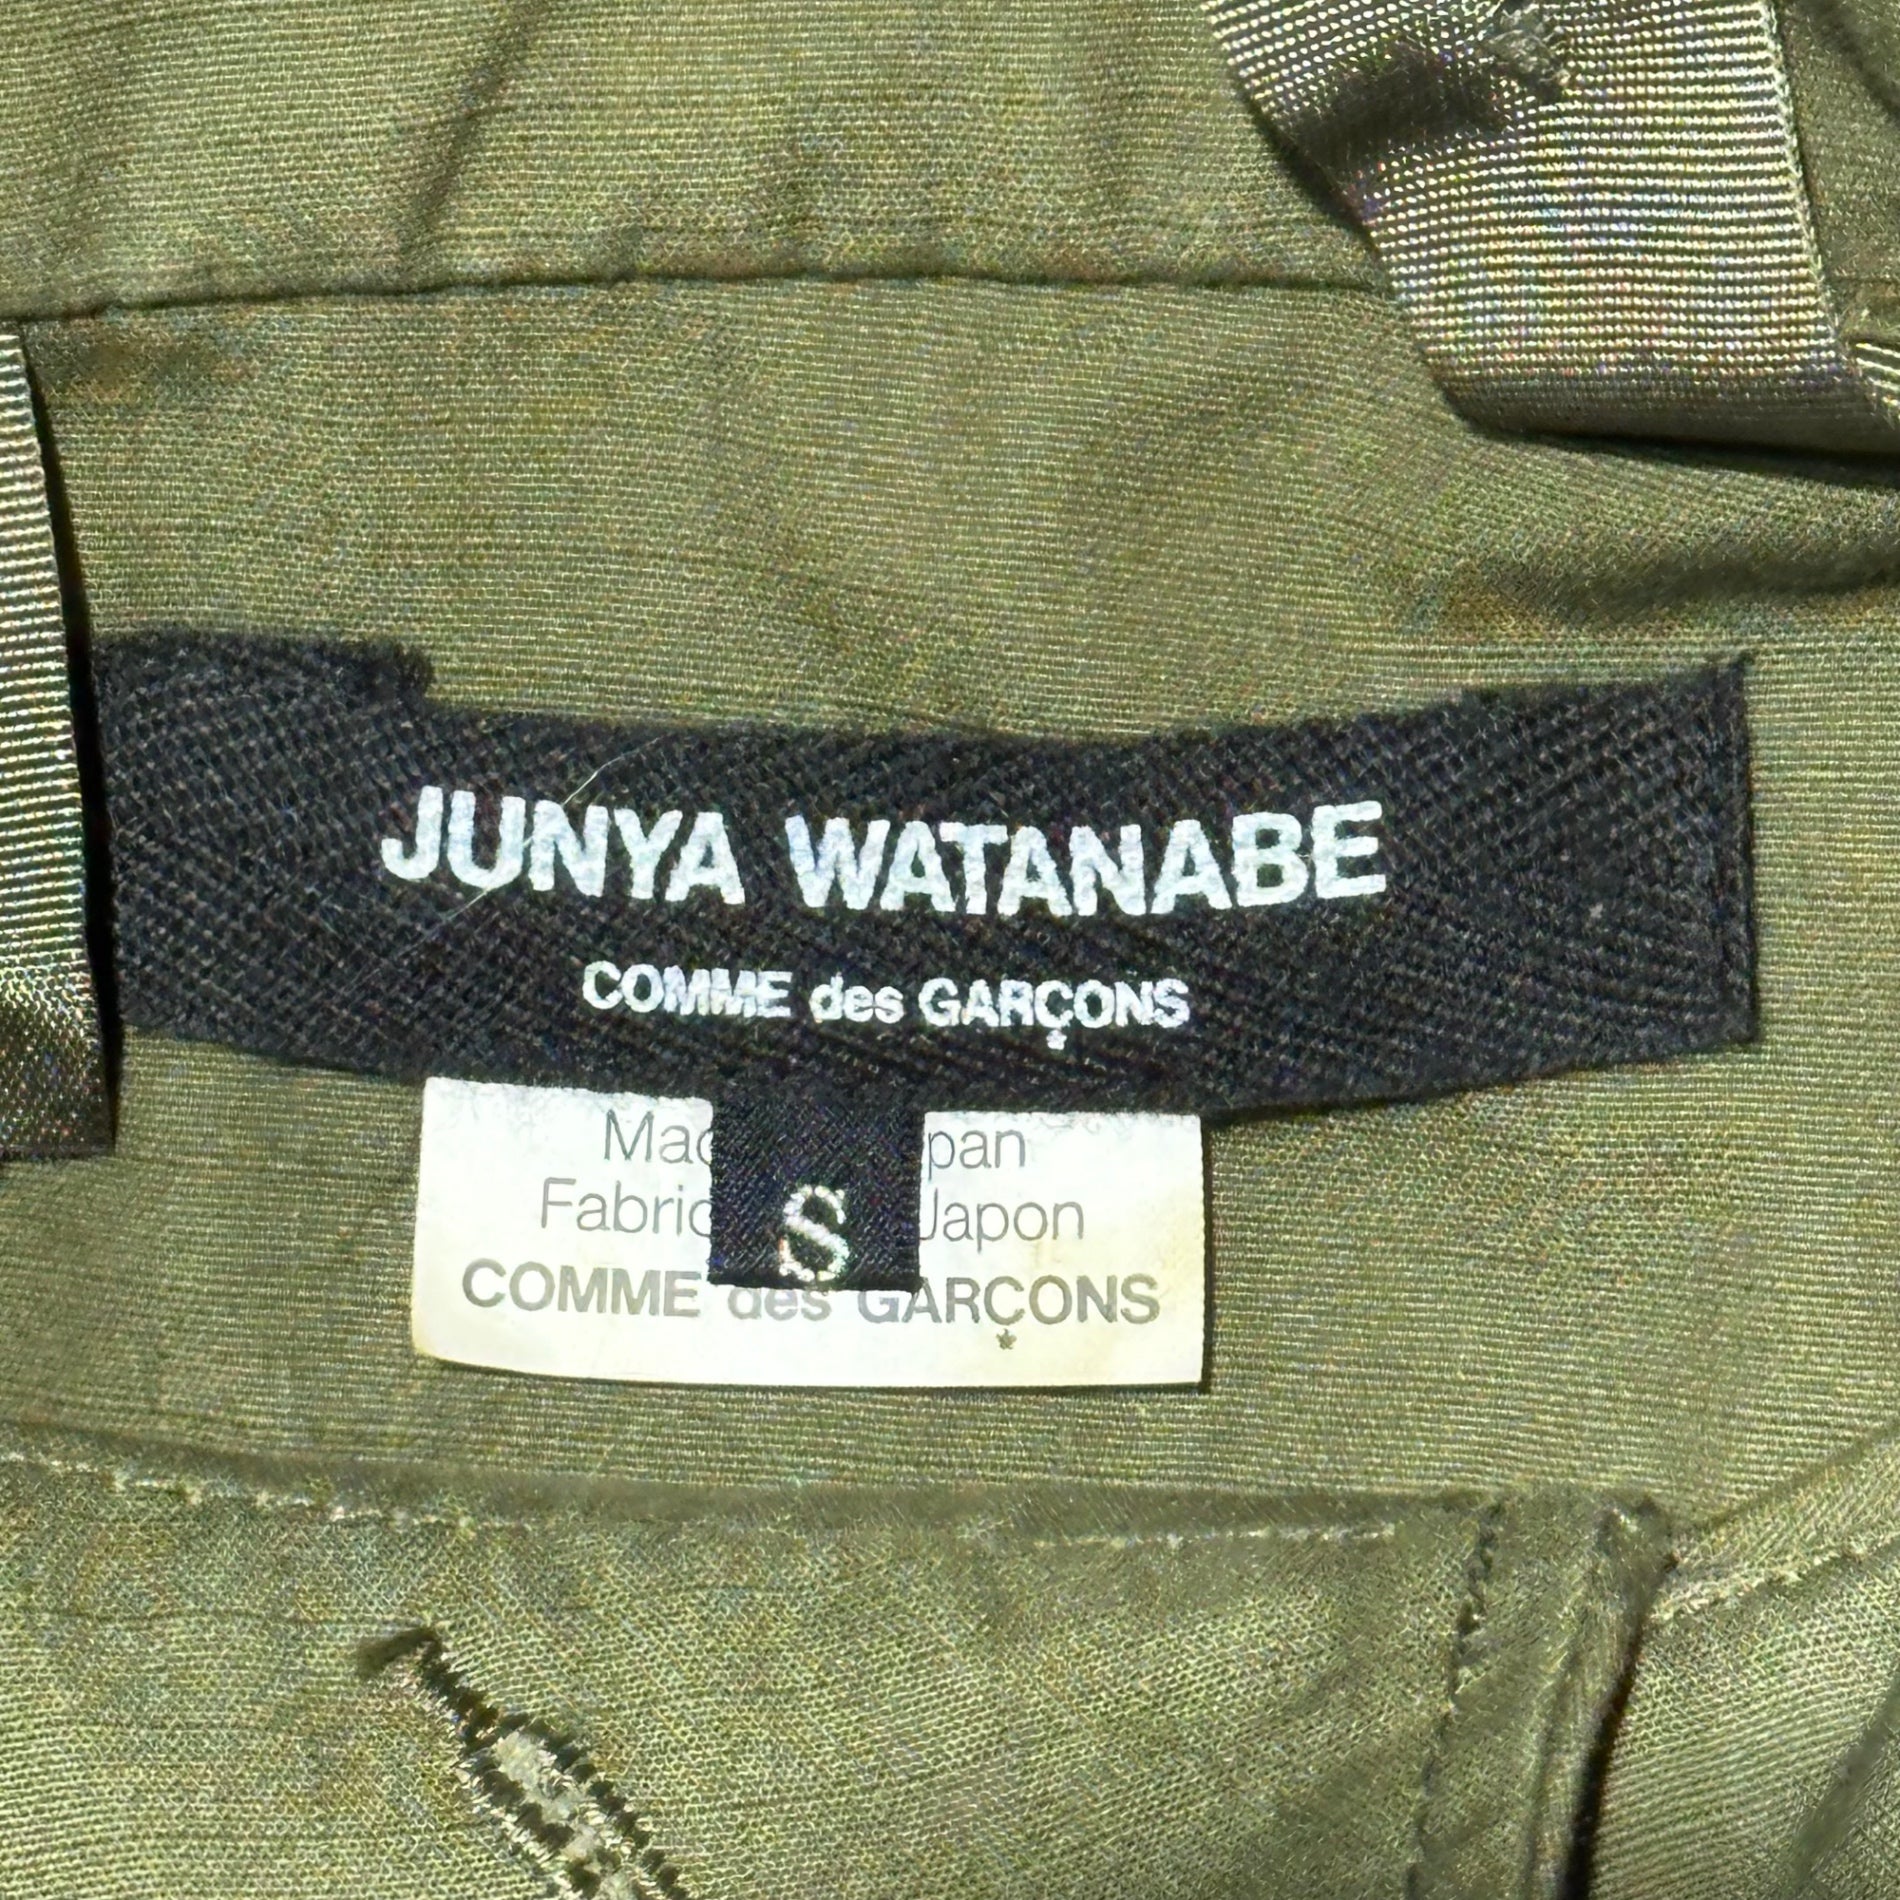 JUNYA WATANABE
COMME des GARÇONS
S
Mac pan
Fabric Japon
COMME des GARÇONS